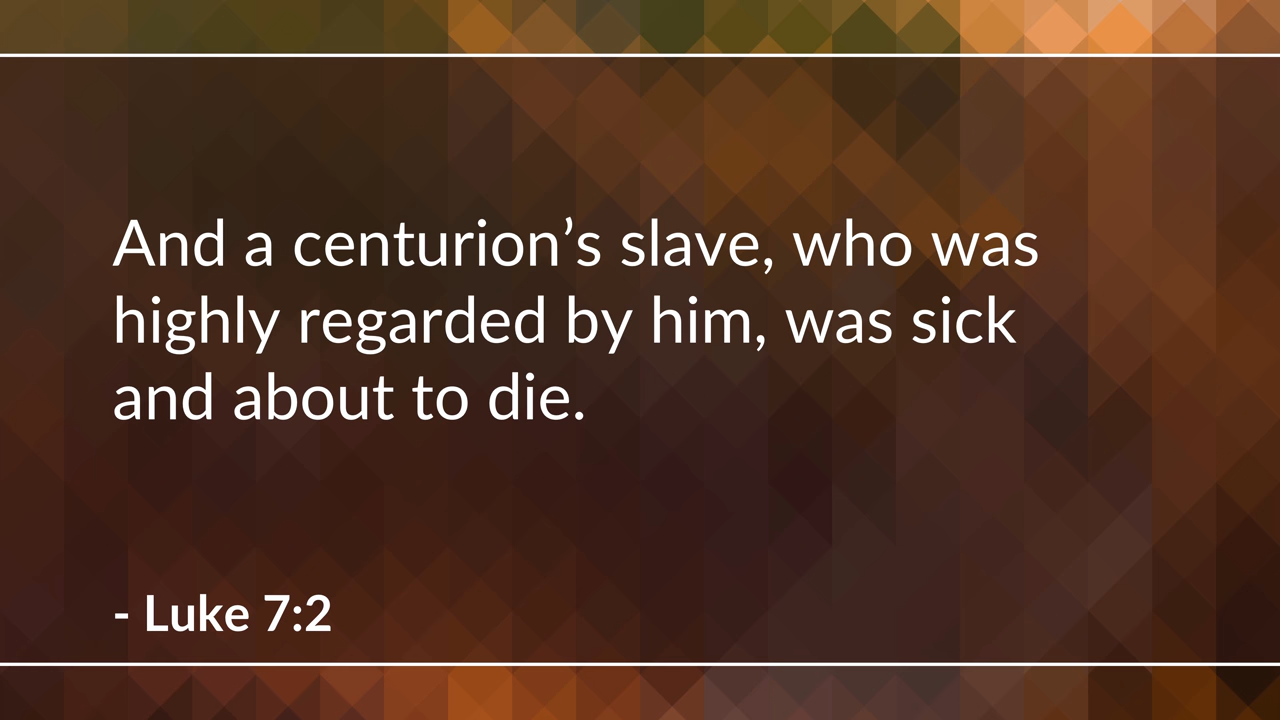 And a centurion’s slave, who was
highly regarded by him, was sick
and about to die.
- Luke 7:2